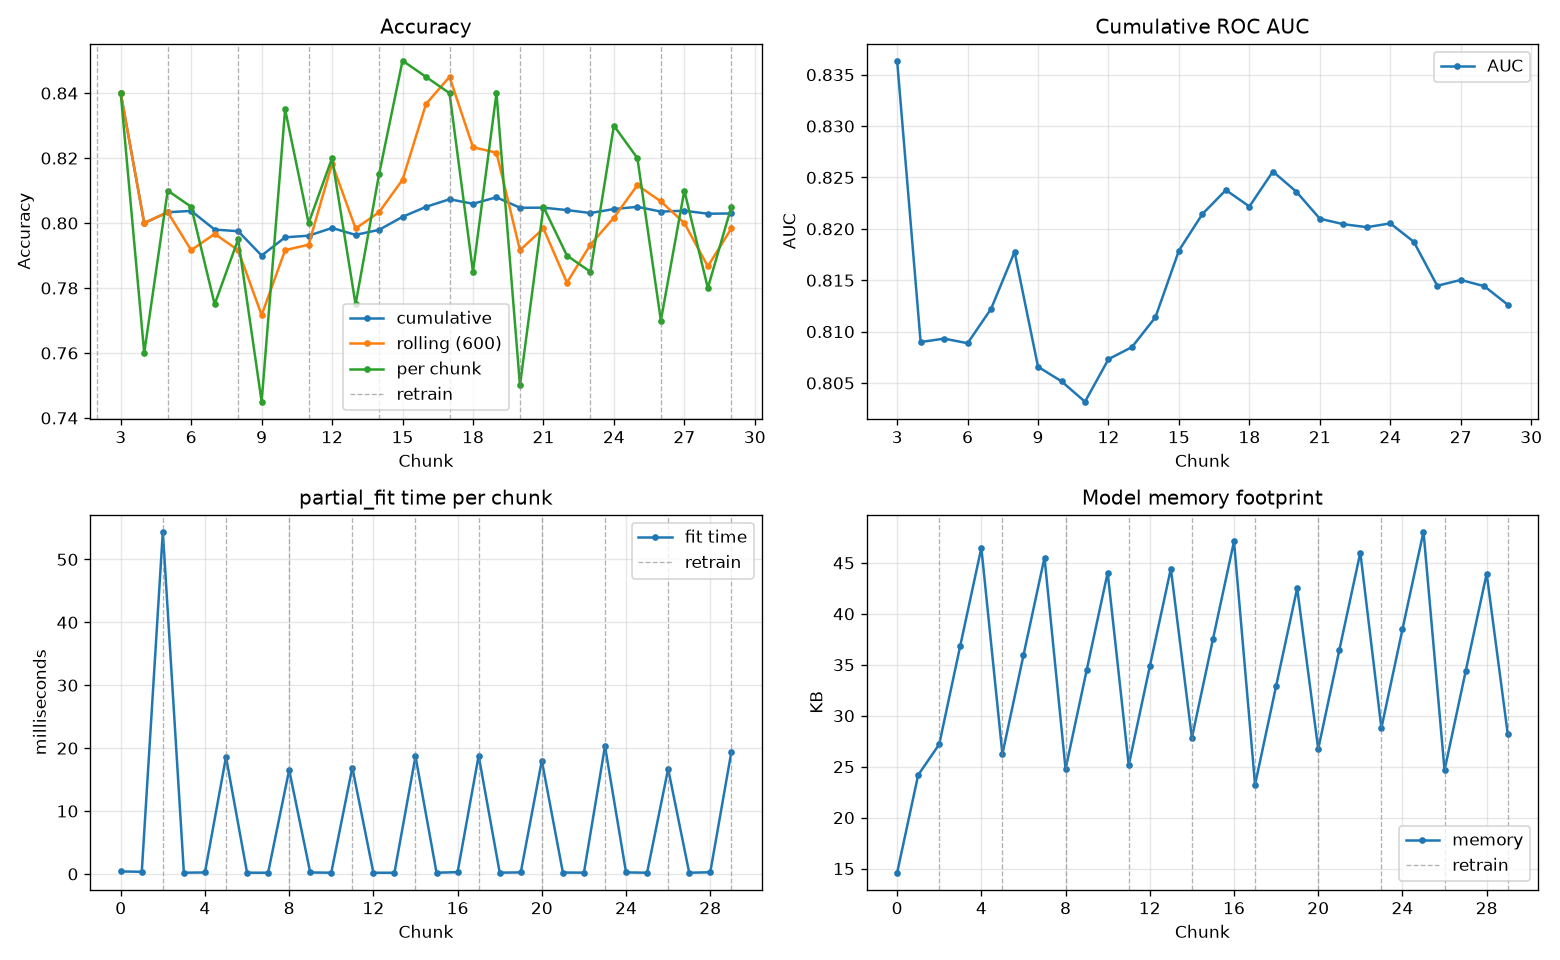 Accuracy
Accuracy
0.84
0.82
0.80
0.78
0.76
0.74
cumulative
rolling (600)
per chunk
retrain
3 6 9 12 15 18 21 24 27 30
Chunk
Cumulative ROC AUC
AUC
AUC
0.835
0.830
0.825
0.820
0.815
0.810
0.805
3 6 9 12 15 18 21 24 27 30
Chunk
partial_fit time per chunk
milliseconds
50
40
30
20
10
0
fit time
retrain
0 4 8 12 16 20 24 28
Chunk
Model memory footprint
KB
45
40
35
30
25
20
15
memory
retrain
0 4 8 12 16 20 24 28
Chunk